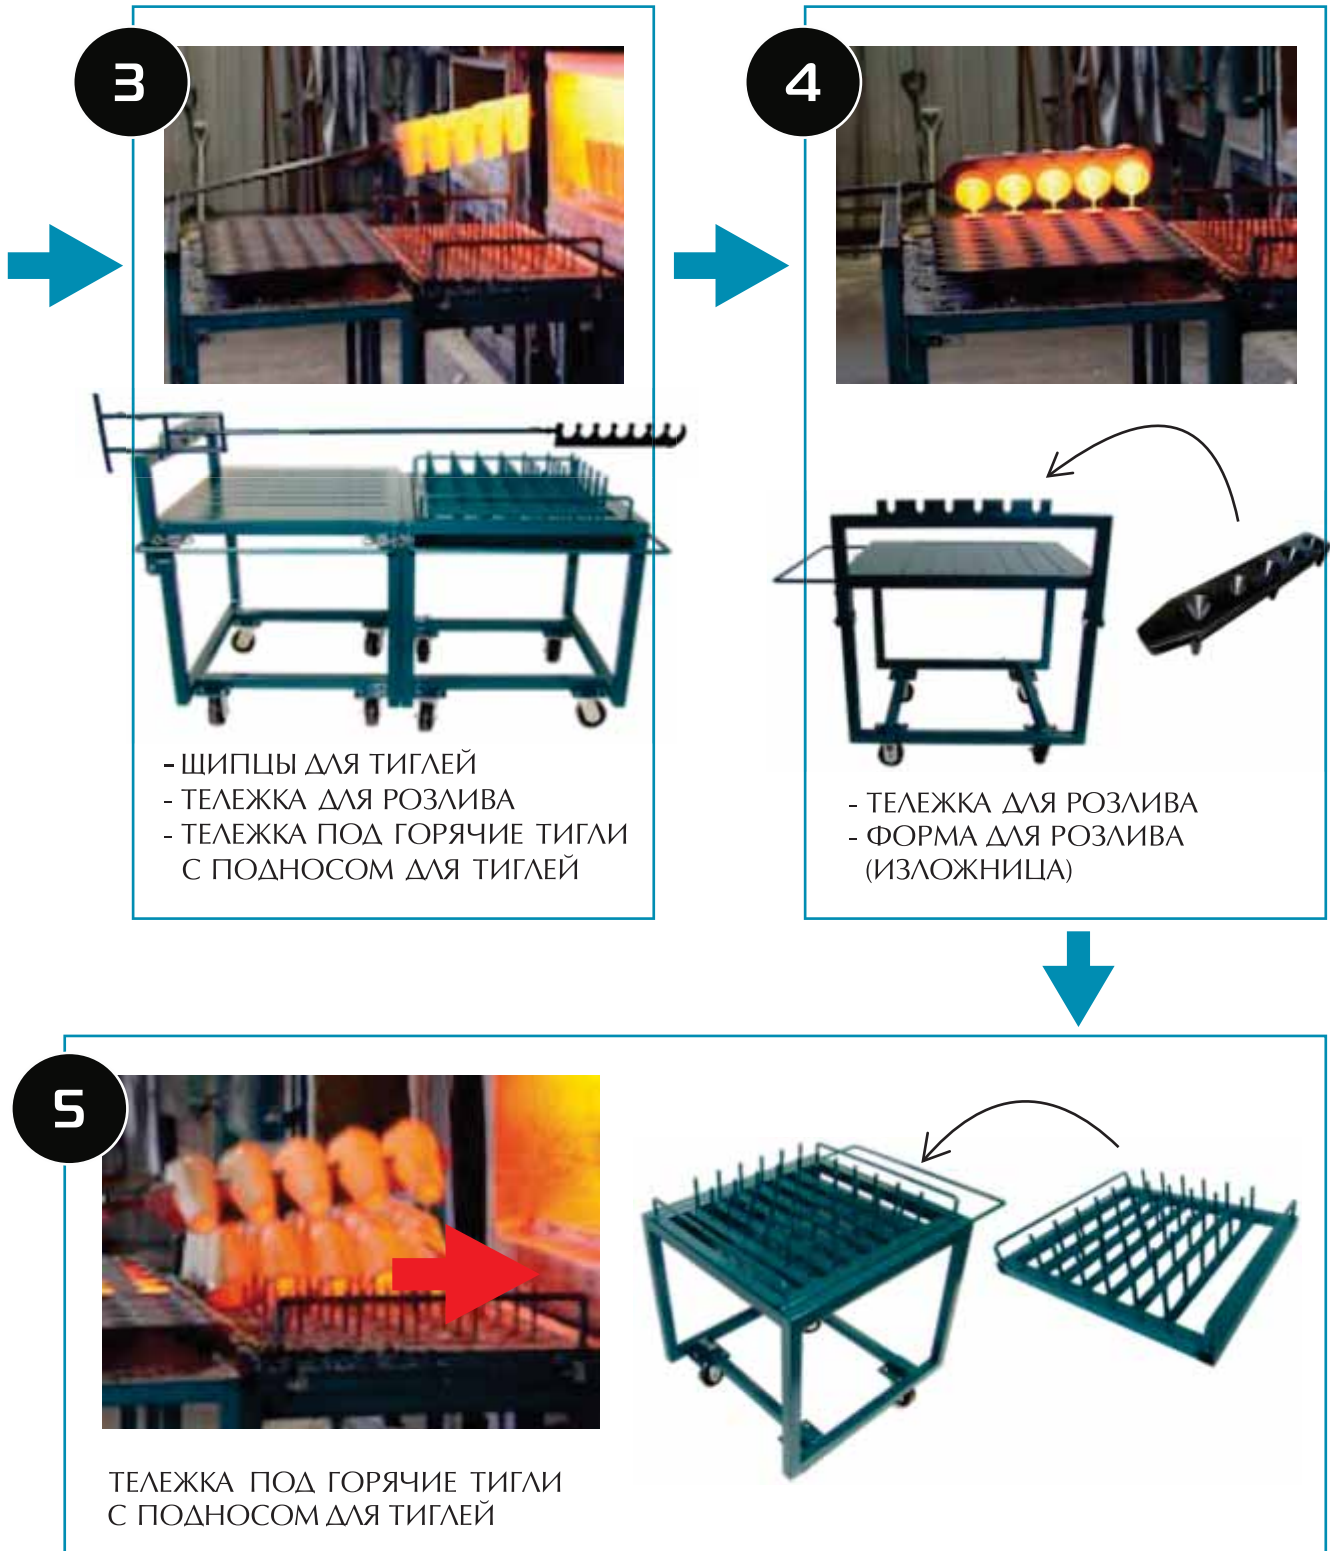 3
4
- ЩИПЦЫ ДЛЯ ТИГЛЕЙ
- ТЕЛЕЖКА ДЛЯ РОЗЛИВА
- ТЕЛЕЖКА ПОД ГОРЯЧИЕ ТИГЛИ
С ПОДНОСОМ ДЛЯ ТИГЛЕЙ
- ТЕЛЕЖКА ДЛЯ РОЗЛИВА
- ФОРМА ДЛЯ РОЗЛИВА
(ИЗЛОЖНИЦА)
5
ТЕЛЕЖКА ПОД ГОРЯЧИЕ ТИГЛИ
С ПОДНОСОМ ДЛЯ ТИГЛЕЙ